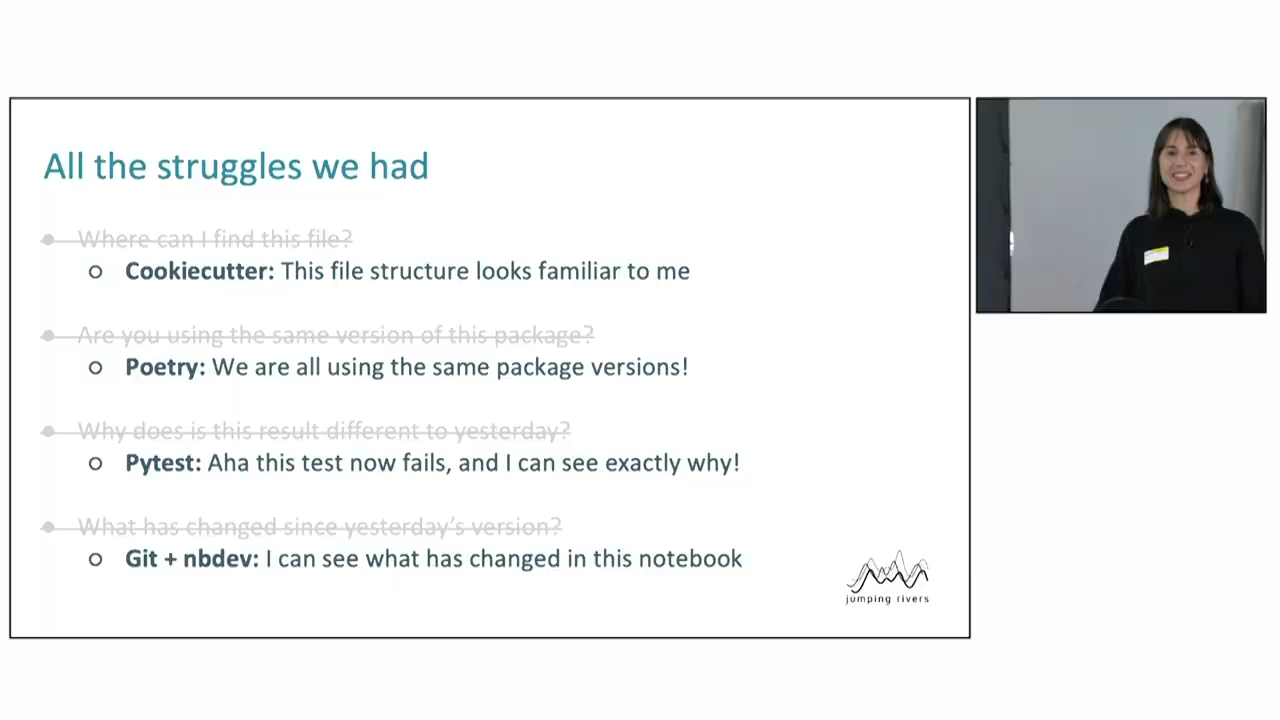 All the struggles we had
Where can I find this file?
Cookiecutter: This file structure looks familiar to me
Are you using the same version of this package?
Poetry: We are all using the same package versions!
Why does is this result different to yesterday?
Pytest: Aha this test now fails, and I can see exactly why!
What has changed since yesterday's version?
Git + nbdev: I can see what has changed in this notebook
jumping rivers